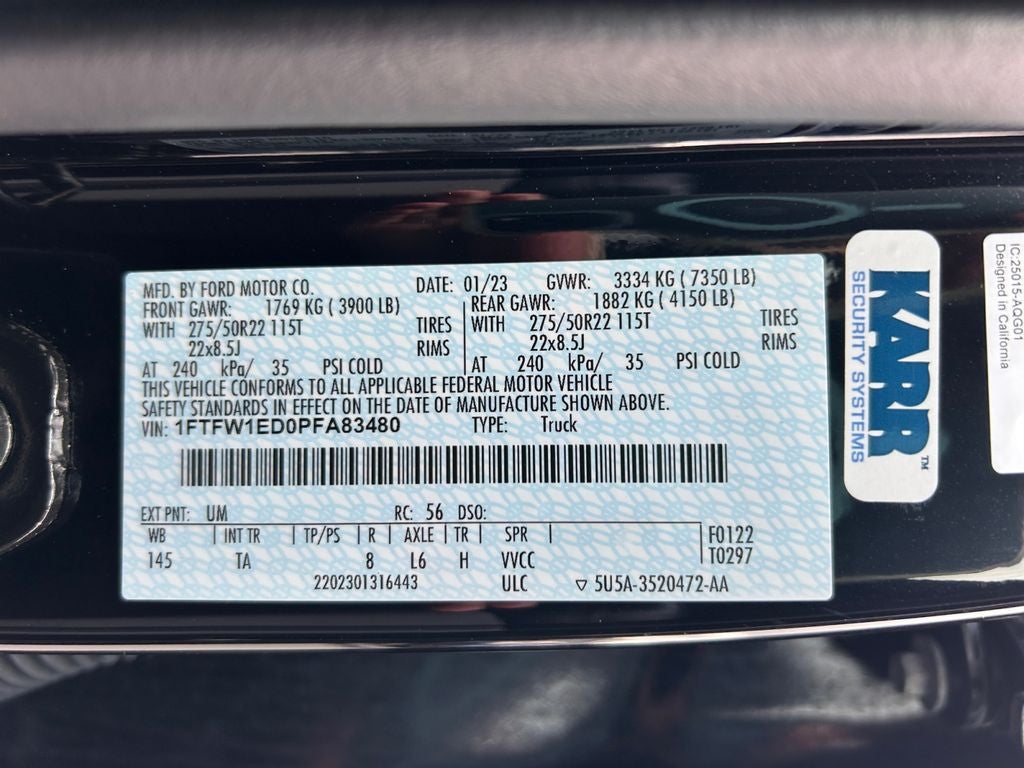 MFD. BY FORD MOTOR CO. DATE: 01/23 GVWR: 3334 KG ( 7350 LB)
FRONT GAWR: 1769 KG ( 3900 LB) REAR GAWR: 1882 KG ( 4150 LB)
WITH 275/50R22 115T TIRES WITH 275/50R22 115T TIRES
22x8.5J RIMS 22x8.5J RIMS
AT 240 kPa/ 35 PSI COLD AT 240 kPa/ 35 PSI COLD
THIS VEHICLE CONFORMS TO ALL APPLICABLE FEDERAL MOTOR VEHICLE
SAFETY STANDARDS IN EFFECT ON THE DATE OF MANUFACTURE SHOWN ABOVE.
VIN: 1FTFW1ED0PFA83480 TYPE: Truck
EXT PNT: UM RC: 56 DSO:
WB INT TR TP/PS R AXLE TR SPR F0122
145 TA 8 L6 H VVCC T0297
2202301316443 ULC ▽ 5U5A-3520472-AA
KARR™
SECURITY SYSTEMS
IC:25015-AQG01
Designed in California